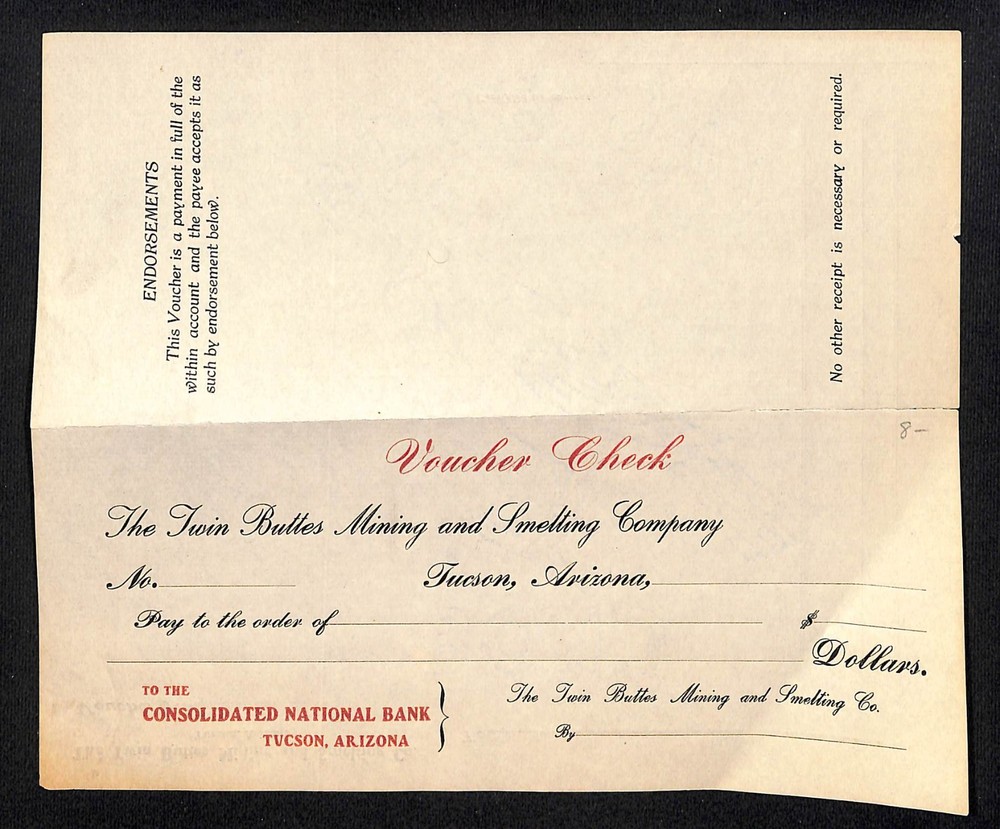 ENDORSEMENTS
This Voucher is a payment in full of the
within account and the payee accepts it as
such by endorsement below.
No other receipt is necessary or required.
8-
Voucher Check
The Twin Buttes Mining and Smelting Company
No. Tucson, Arizona,
Pay to the order of $
Dollars.
TO THE
CONSOLIDATED NATIONAL BANK
TUCSON, ARIZONA
The Twin Buttes Mining and Smelting Co.
By